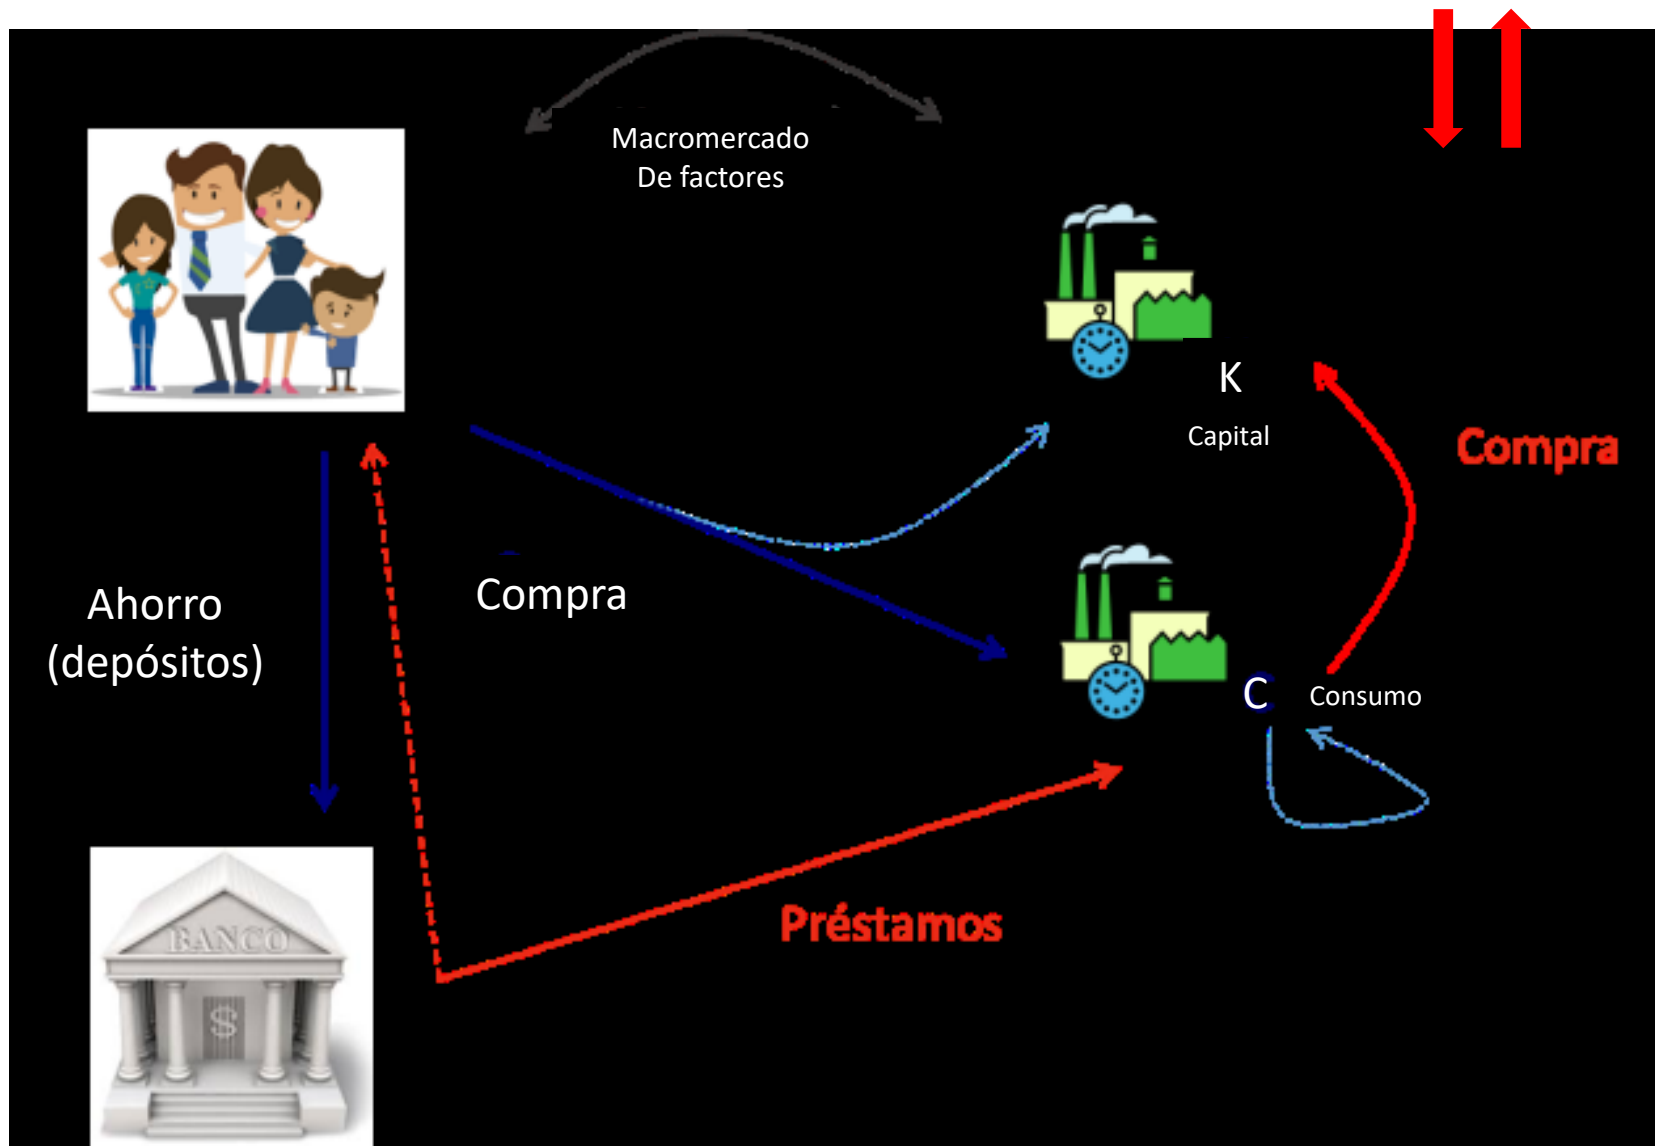 Macromercado
De factores
K
Capital
Compra
Compra
Ahorro
(depósitos)
C
Consumo
Préstamos
BANCO
$